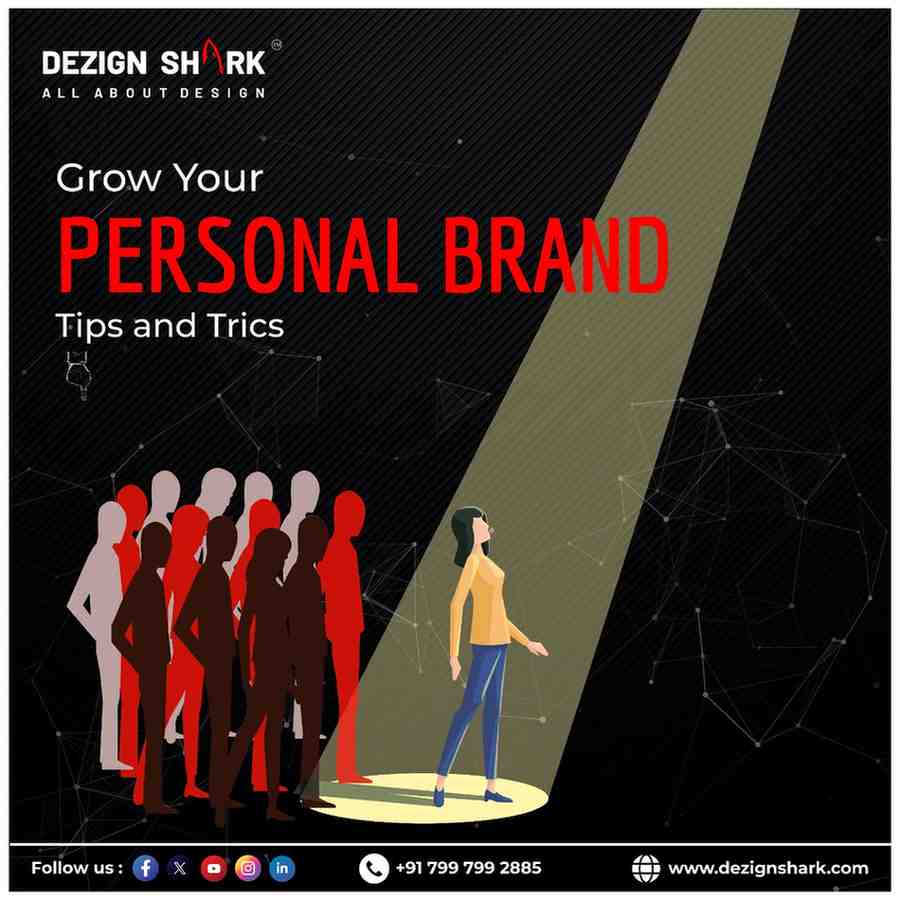 DEZIGN SHARK
ALL ABOUT DESIGN
Grow Your
PERSONAL BRAND
Tips and Trics
Follow us : +91 799 799 2885 www.dezignshark.com